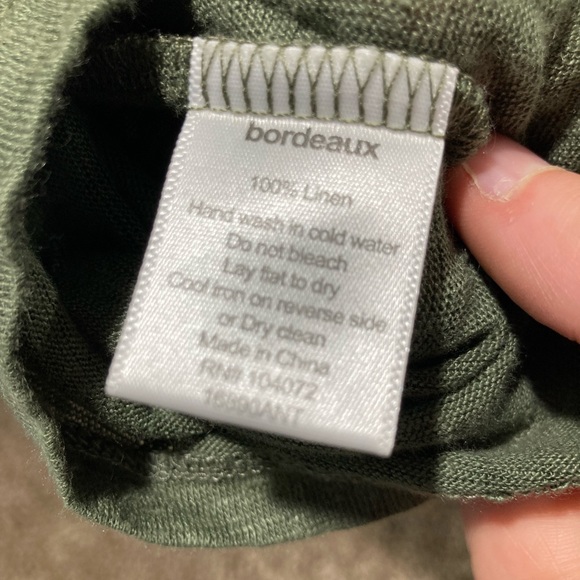 bordeaux
100% Linen
Hand wash in cold water
Do not bleach
Lay flat to dry
Cool iron on reverse side
or Dry clean
Made in China
RN# 104072